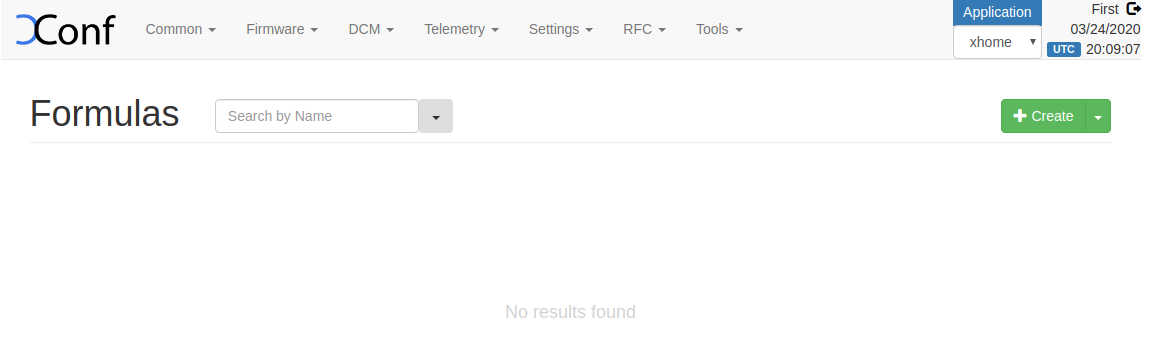 XConf Common Firmware DCM Telemetry Settings RFC Tools
Application
xhome
First
03/24/2020
UTC 20:09:07
Formulas
Search by Name
Create
No results found